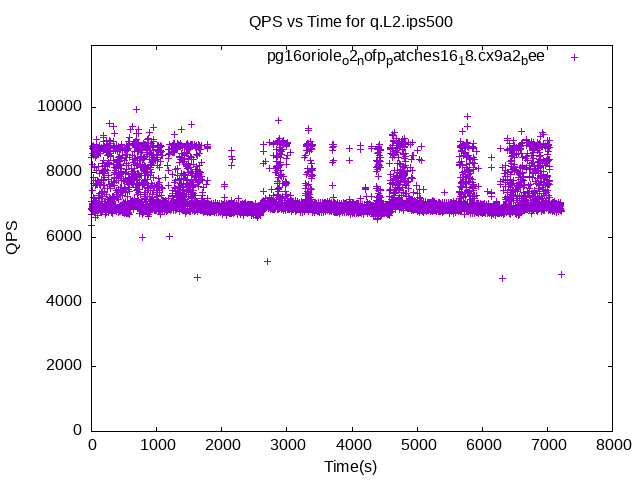 QPS vs Time for q.L2.ips500
pg16oriole_o2_nofp_patches16_18.cx9a2_bee
10000
8000
6000
4000
2000
0
QPS
0 1000 2000 3000 4000 5000 6000 7000 8000
Time(s)